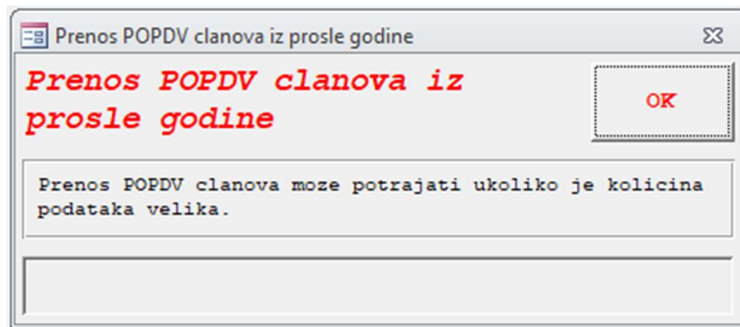 Prenos POPDV clanova iz prosle godine
Prenos POPDV clanova iz
prosle godine
OK
Prenos POPDV clanova moze potrajati ukoliko je kolicina
podataka velika.